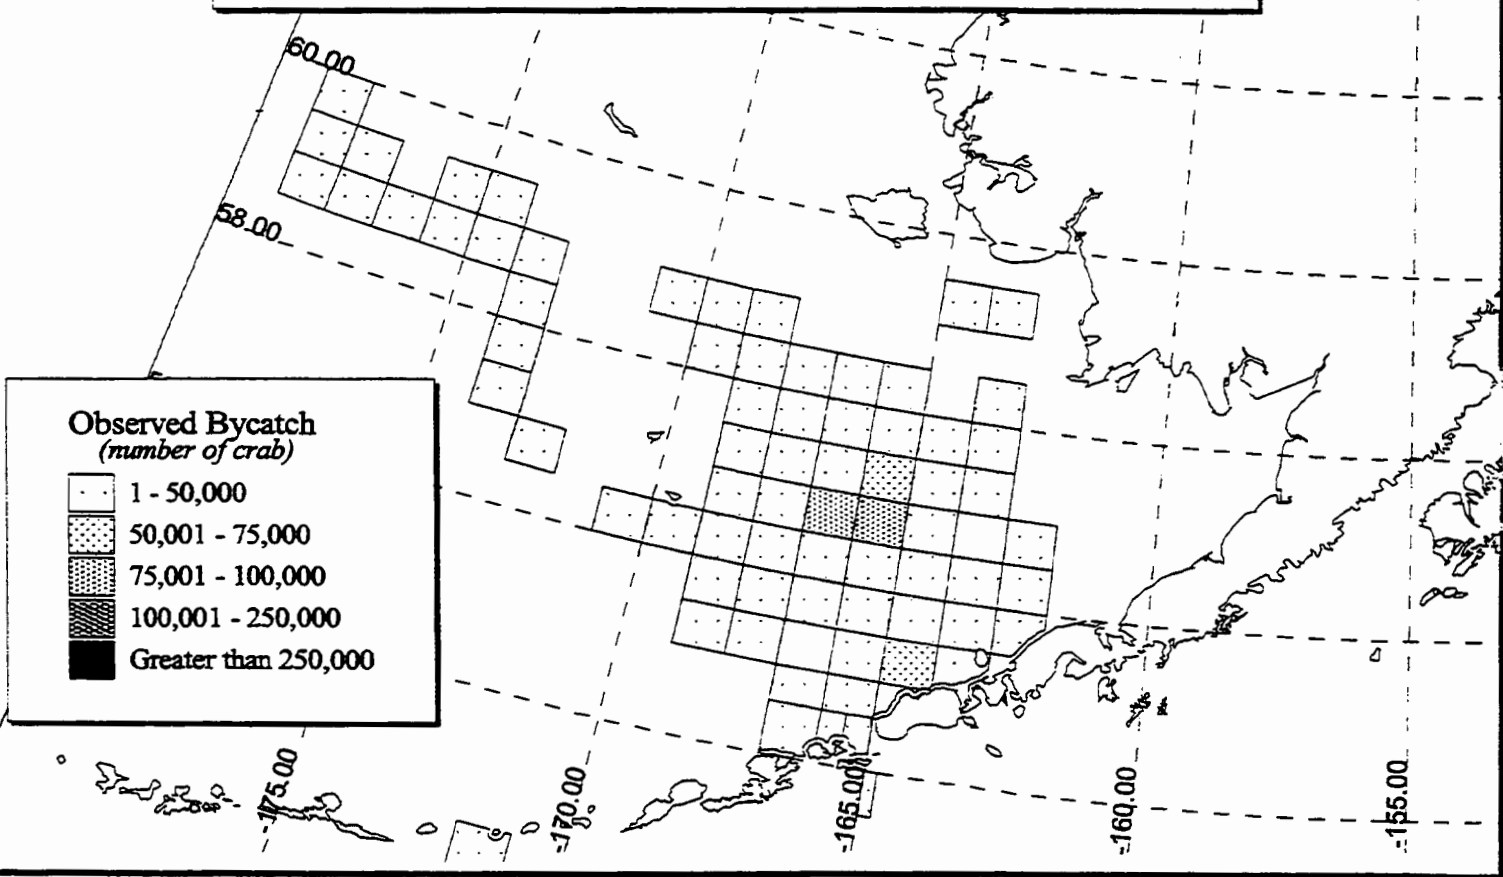 60.00
58.00
Observed Bycatch
(number of crab)
1 - 50,000
50,001 - 75,000
75,001 - 100,000
100,001 - 250,000
Greater than 250,000
-175.00
-170.00
-165.00
-160.00
-155.00